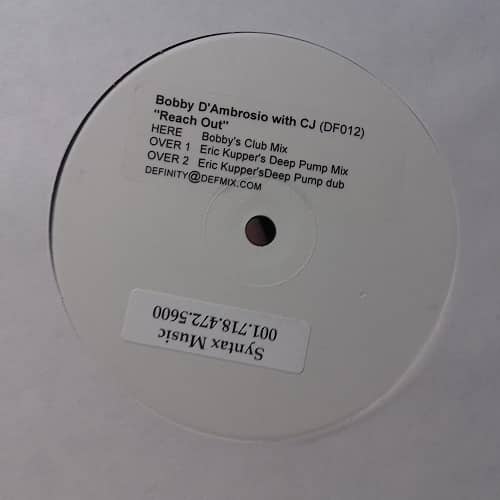 Bobby D'Ambrosio with CJ (DF012)
"Reach Out"
HERE Bobby's Club Mix
OVER 1 Eric Kupper's Deep Pump Mix
OVER 2 Eric Kupper'sDeep Pump dub
DEFINITY@DEFMIX.COM
Syntax Music
001.718.472.5600